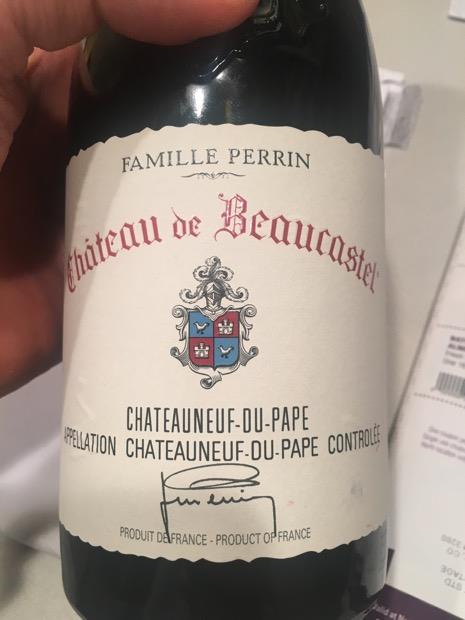 FAMILLE PERRIN
Château de Beaucastel
CHATEAUNEUF-DU-PAPE
APPELLATION CHATEAUNEUF-DU-PAPE CONTROLÉE
PRODUIT DE FRANCE - PRODUCT OF FRANCE